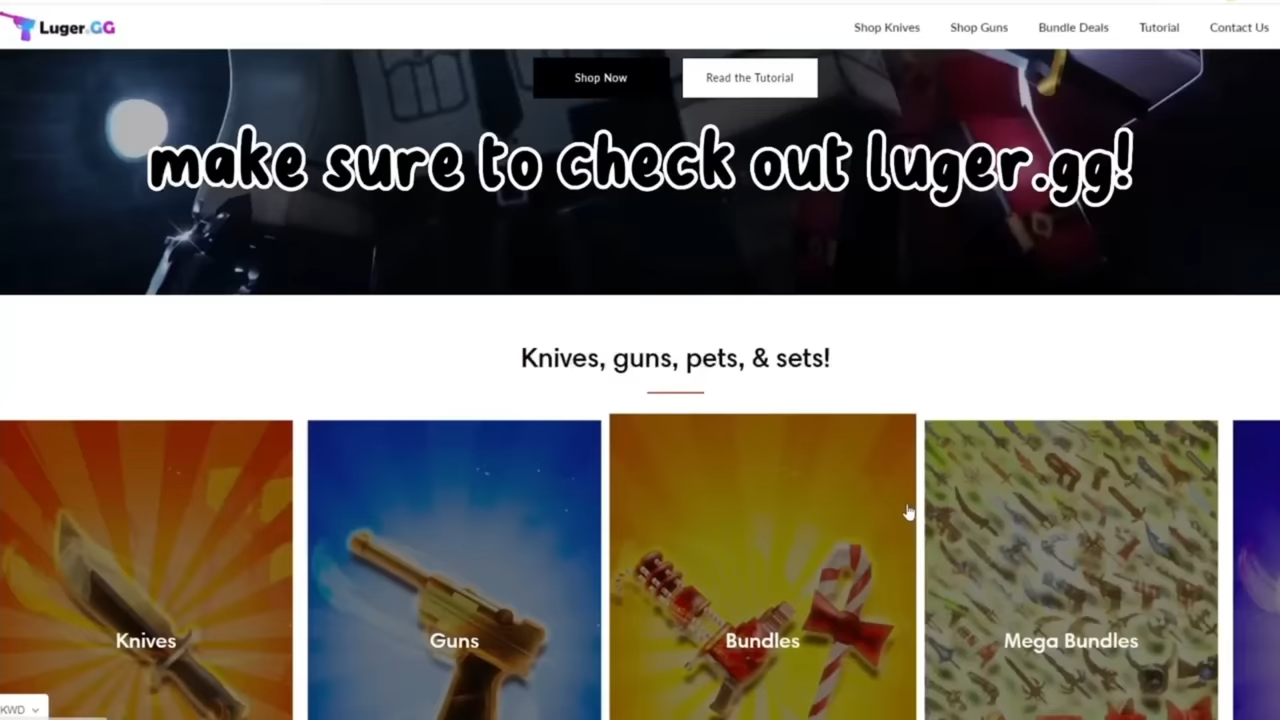 Luger.GG
Shop Knives
Shop Guns
Bundle Deals
Tutorial
Contact Us
Shop Now
Read the Tutorial
make sure to check out luger.gg!
Knives, guns, pets, & sets!
Knives
Guns
Bundles
Mega Bundles
KWD